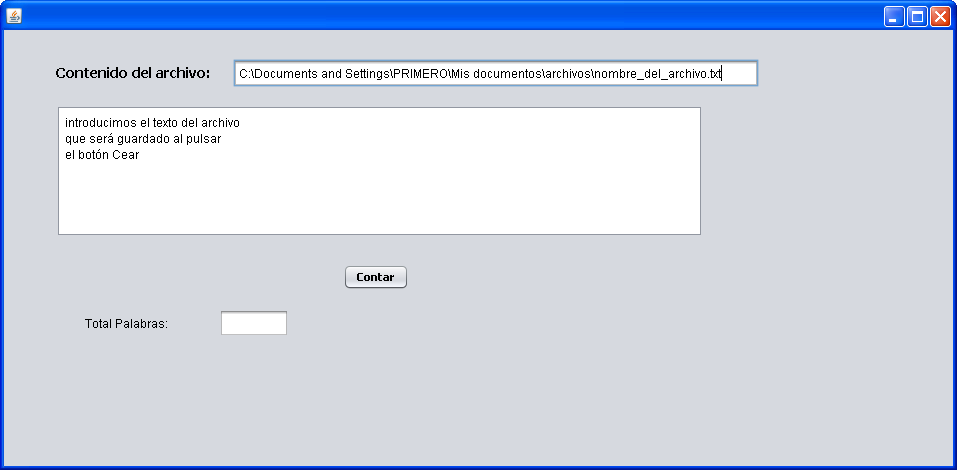 Contenido del archivo: C:\Documents and Settings\PRIMERO\Mis documentos\archivos\nombre_del_archivo.txt
introducimos el texto del archivo
que será guardado al pulsar
el botón Cear
Contar
Total Palabras: